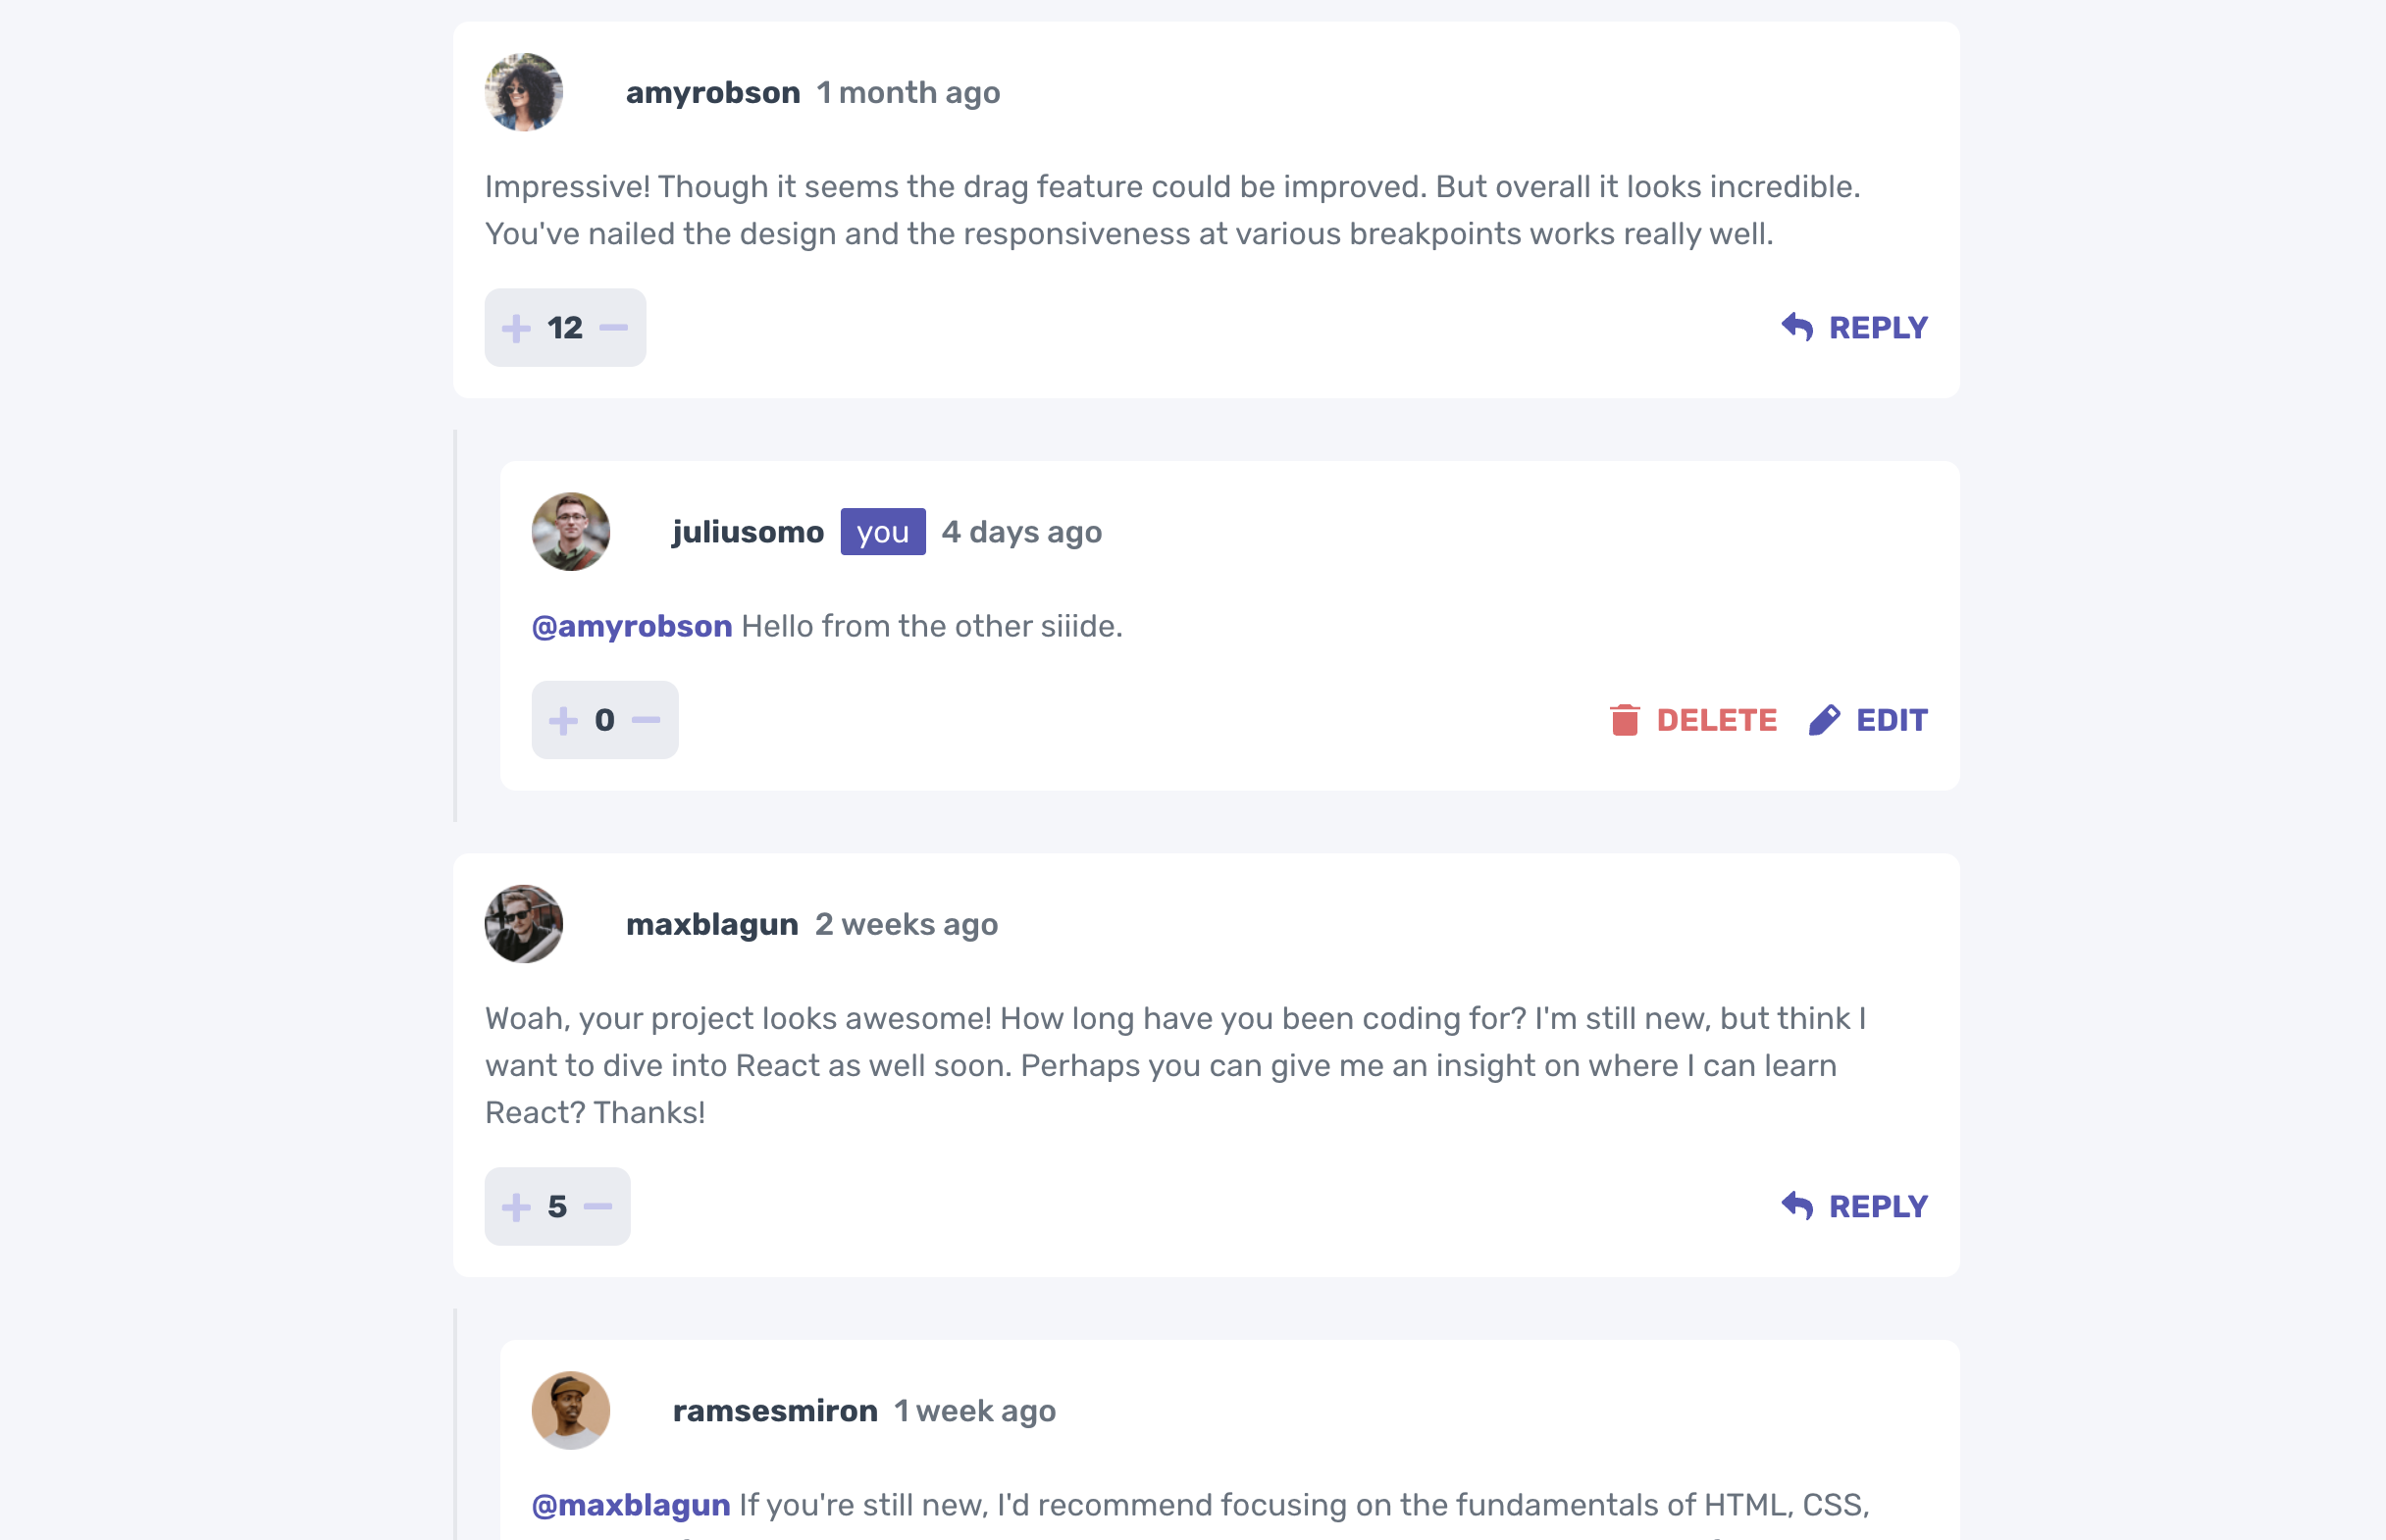 amyrobson 1 month ago
Impressive! Though it seems the drag feature could be improved. But overall it looks incredible.
You've nailed the design and the responsiveness at various breakpoints works really well.
12
REPLY
juliusomo you 4 days ago
@amyrobson Hello from the other siiide.
0
DELETE EDIT
maxblagun 2 weeks ago
Woah, your project looks awesome! How long have you been coding for? I'm still new, but think I
want to dive into React as well soon. Perhaps you can give me an insight on where I can learn
React? Thanks!
5
REPLY
ramsesmiron 1 week ago
@maxblagun If you're still new, I'd recommend focusing on the fundamentals of HTML, CSS,